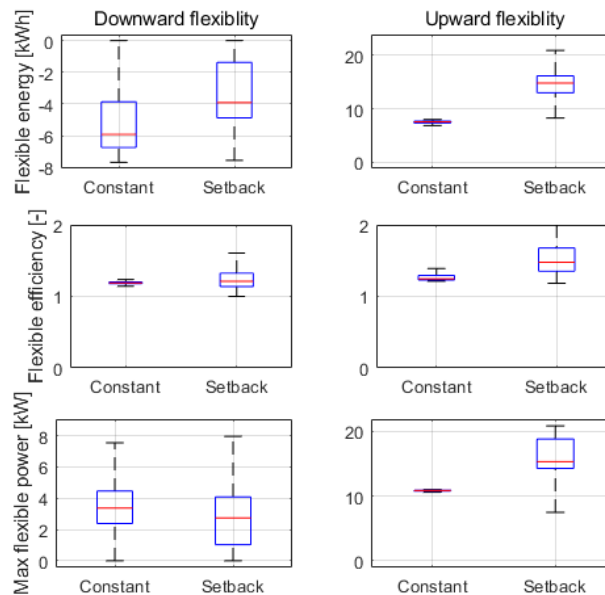 Downward flexiblity
Upward flexiblity
Flexible energy [kWh]
0
-2
-4
-6
-8
Constant
Setback
20
10
0
Constant
Setback
Flexible efficiency [-]
2
1
0
Constant
Setback
2
1
0
Constant
Setback
Max flexible power [kW]
8
6
4
2
0
Constant
Setback
20
10
0
Constant
Setback